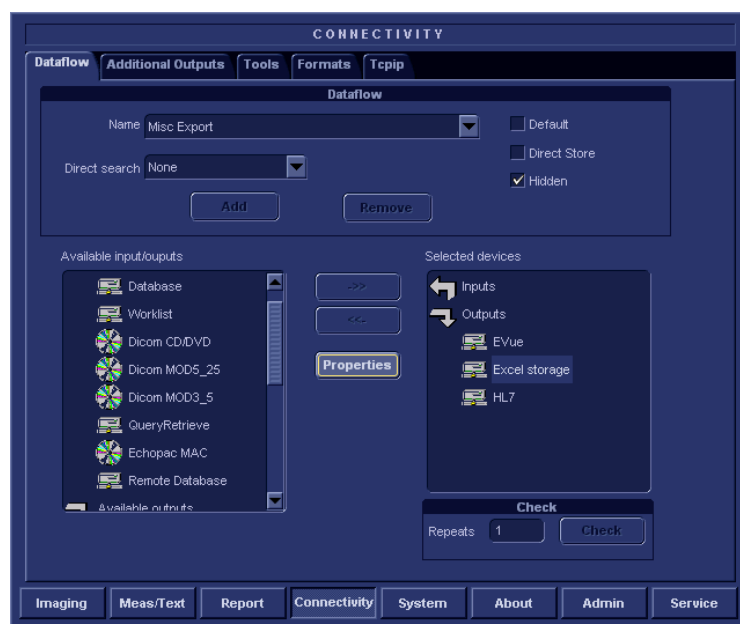 CONNECTIVITY
Dataflow Additional Outputs Tools Formats Tcpip
Dataflow
Name Misc Export Default
Direct Store
Direct search None
Hidden
Add Remove
Available input/ouputs Selected devices
Database ->> Inputs
Worklist <<- Outputs
Dicom CD/DVD EVue
Dicom MOD5_25 Properties Excel storage
Dicom MOD3_5 HL7
QueryRetrieve
Echopac MAC
Remote Database
Available outputs
Check
Repeats 1 Check
Imaging Meas/Text Report Connectivity System About Admin Service